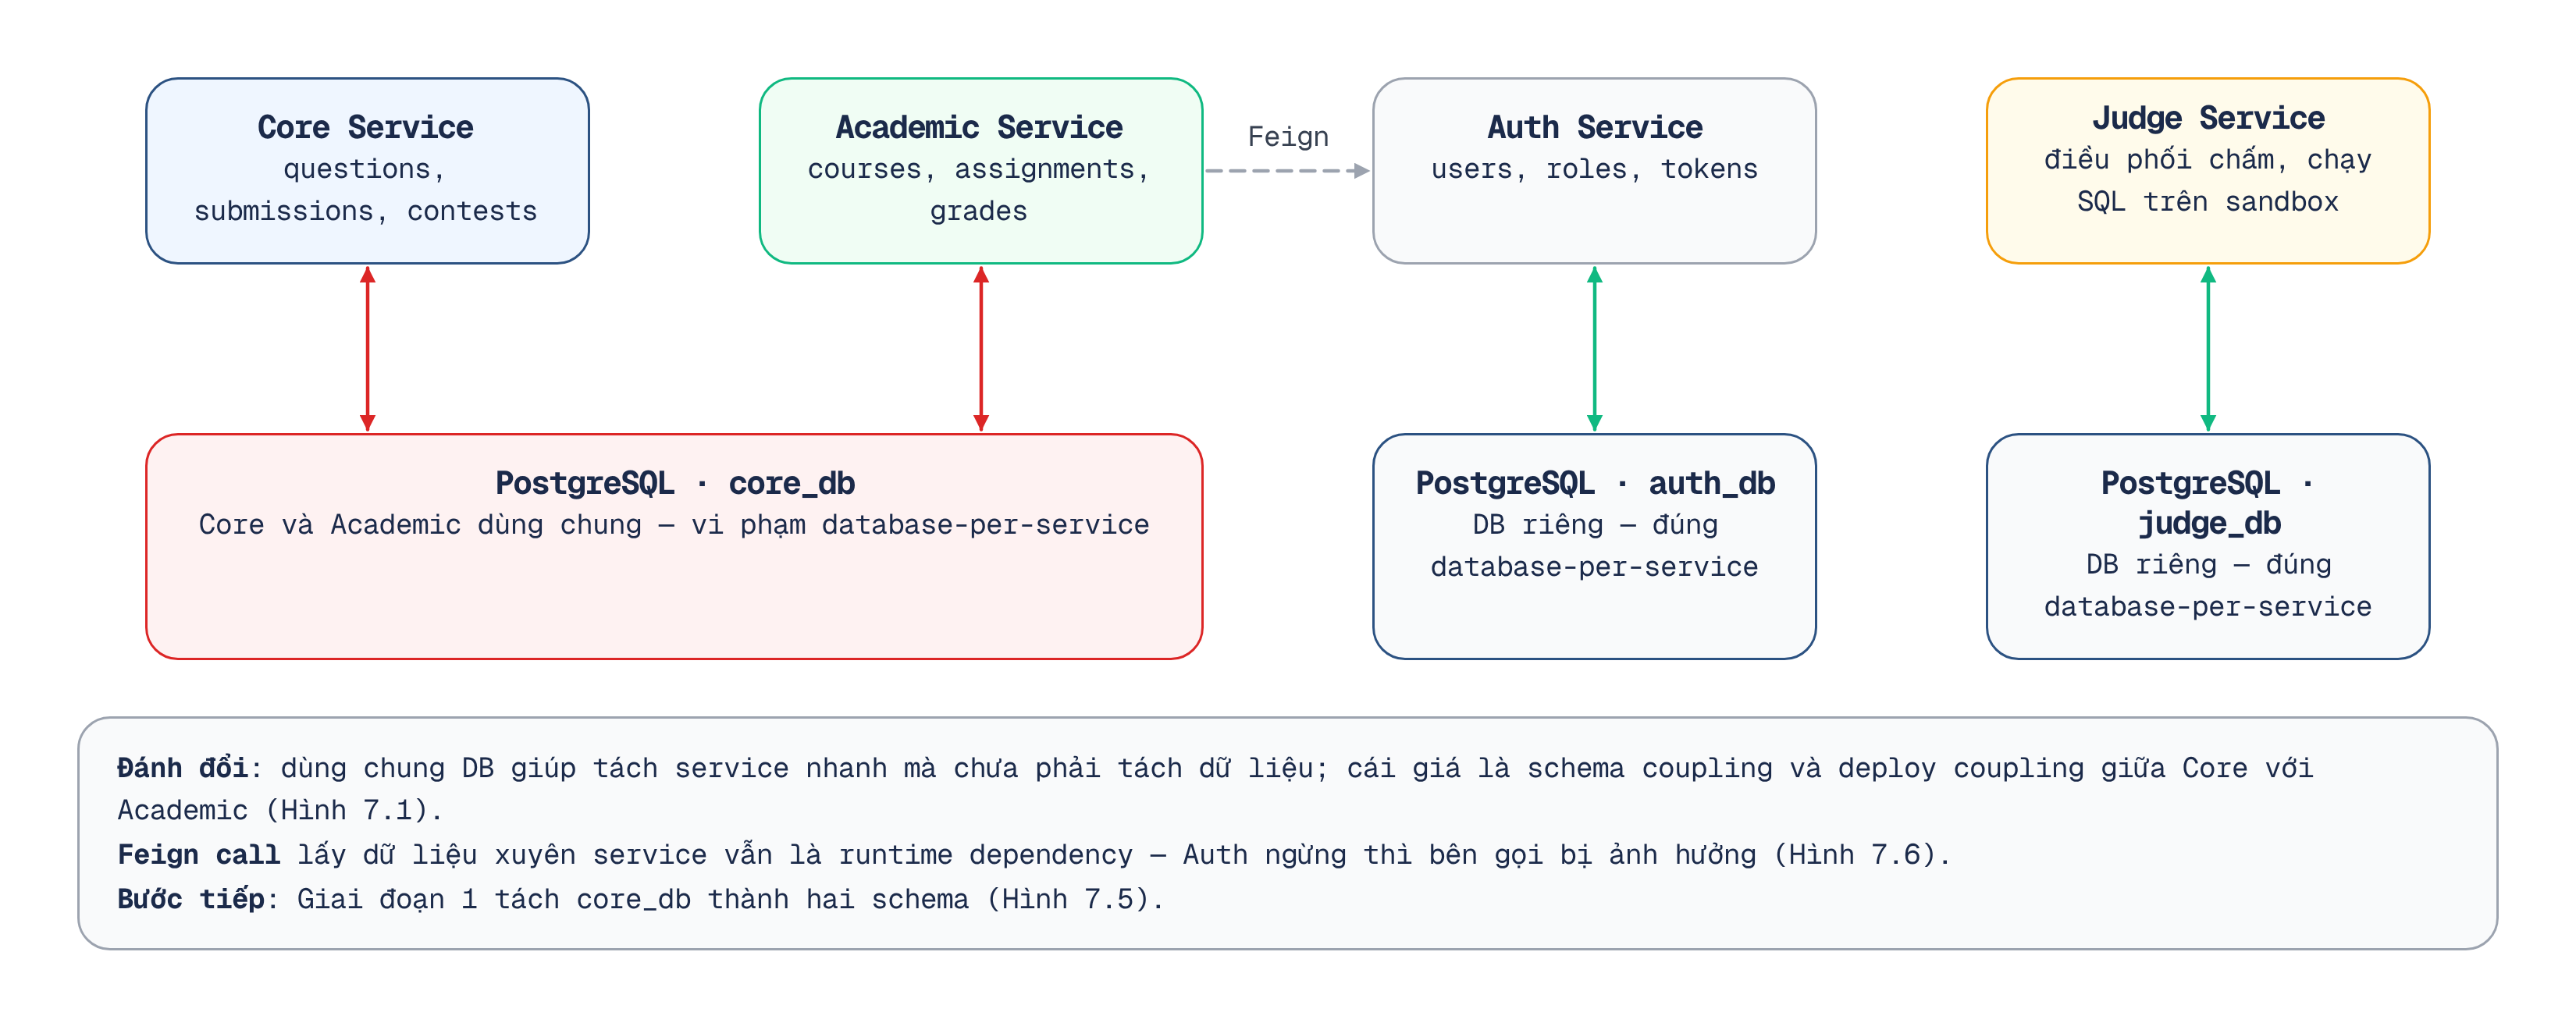 Core Service
questions,
submissions, contests
Academic Service
courses, assignments,
grades
Feign
Auth Service
users, roles, tokens
Judge Service
điều phối chấm, chạy
SQL trên sandbox
PostgreSQL · core_db
Core và Academic dùng chung — vi phạm database-per-service
PostgreSQL · auth_db
DB riêng — đúng
database-per-service
PostgreSQL ·
judge_db
DB riêng — đúng
database-per-service
Đánh đổi: dùng chung DB giúp tách service nhanh mà chưa phải tách dữ liệu; cái giá là schema coupling và deploy coupling giữa Core với
Academic (Hình 7.1).
Feign call lấy dữ liệu xuyên service vẫn là runtime dependency — Auth ngừng thì bên gọi bị ảnh hưởng (Hình 7.6).
Bước tiếp: Giai đoạn 1 tách core_db thành hai schema (Hình 7.5).